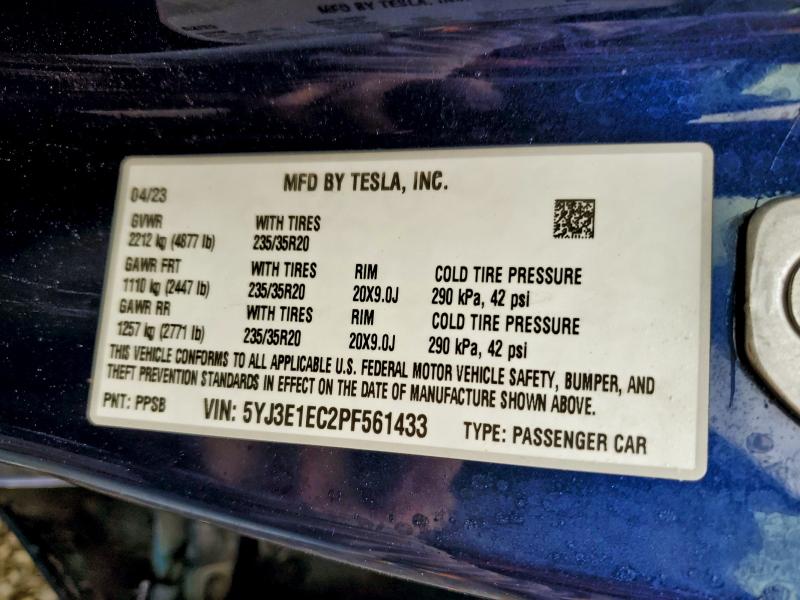 MFD BY TESLA, INC.
04/23
MFD BY TESLA, INC.
GVWR WITH TIRES
2212 kg (4877 lb) 235/35R20
GAWR FRT WITH TIRES RIM COLD TIRE PRESSURE
1110 kg (2447 lb) 235/35R20 20X9.0J 290 kPa, 42 psi
GAWR RR WITH TIRES RIM COLD TIRE PRESSURE
1257 kg (2771 lb) 235/35R20 20X9.0J 290 kPa, 42 psi
THIS VEHICLE CONFORMS TO ALL APPLICABLE U.S. FEDERAL MOTOR VEHICLE SAFETY, BUMPER, AND
THEFT PREVENTION STANDARDS IN EFFECT ON THE DATE OF MANUFACTURE SHOWN ABOVE.
PNT: PPSB VIN: 5YJ3E1EC2PF561433 TYPE: PASSENGER CAR